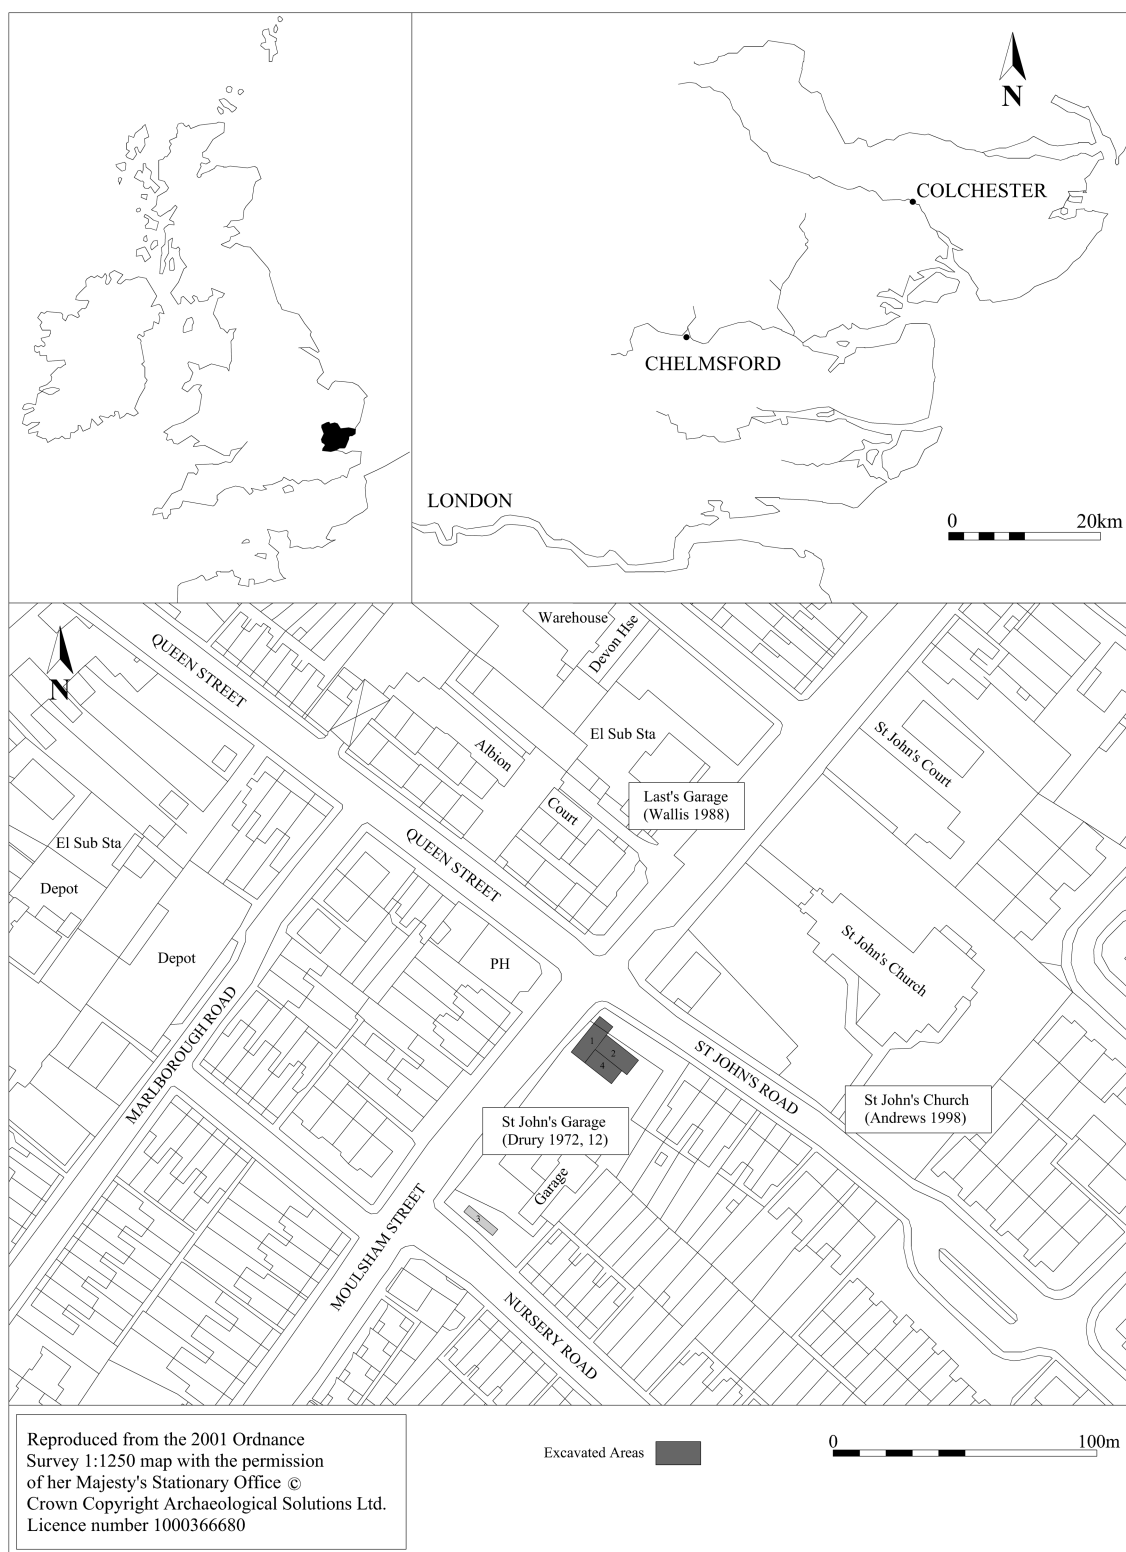 N
COLCHESTER
CHELMSFORD
LONDON
0 20km
N
QUEEN STREET
Warehouse
Devon Hse
El Sub Sta
Albion
Court
Last's Garage
(Wallis 1988)
St John's Court
QUEEN STREET
El Sub Sta
Depot
Depot
PH
St John's Church
MARLBOROUGH ROAD
1
2
4
ST JOHN'S ROAD
St John's Garage
(Drury 1972, 12)
St John's Church
(Andrews 1998)
Garage
MOULSHAM STREET
NURSERY ROAD
Reproduced from the 2001 Ordnance
Survey 1:1250 map with the permission
of her Majesty's Stationary Office ©
Crown Copyright Archaeological Solutions Ltd.
Licence number 1000366680
Excavated Areas
0 100m